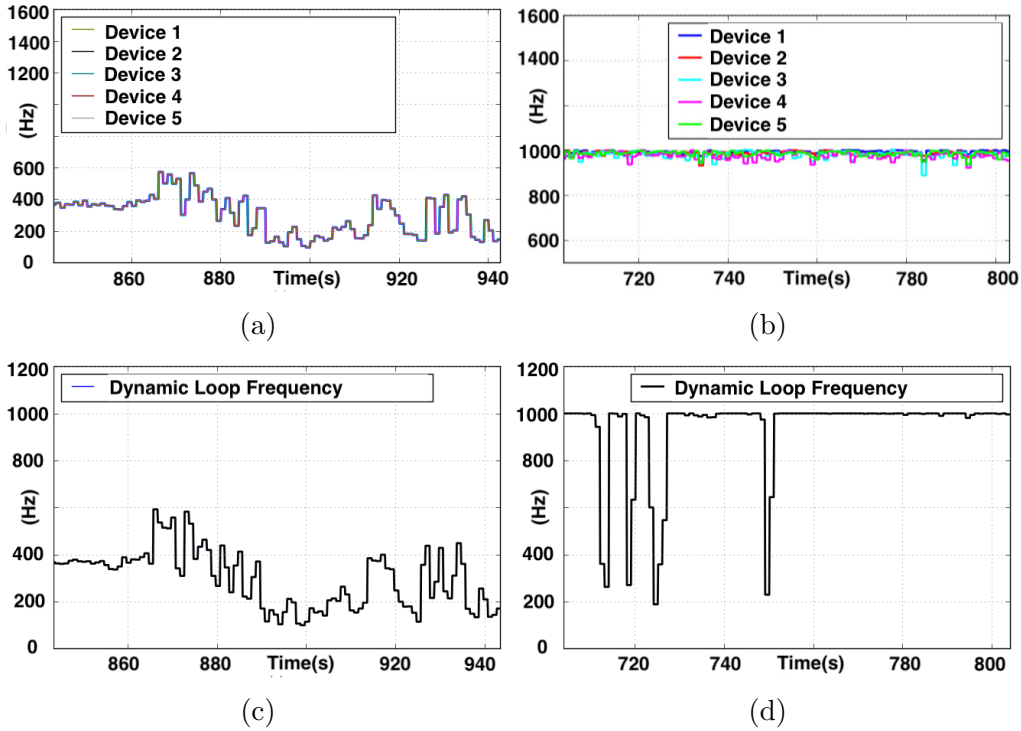 1600
1400
1200
(Hz)
600
400
200
0
Device 1
Device 2
Device 3
Device 4
Device 5
860
880
Time(s)
920
940
(a)
1600
1400
(Hz)
1000
800
600
Device 1
Device 2
Device 3
Device 4
Device 5
720
740
Time(s)
780
800
(b)
1200
1000
800
(Hz)
400
200
0
Dynamic Loop Frequency
860
880
Time(s)
920
940
(c)
1200
1000
800
(Hz)
400
200
0
Dynamic Loop Frequency
720
740
Time(s)
780
800
(d)